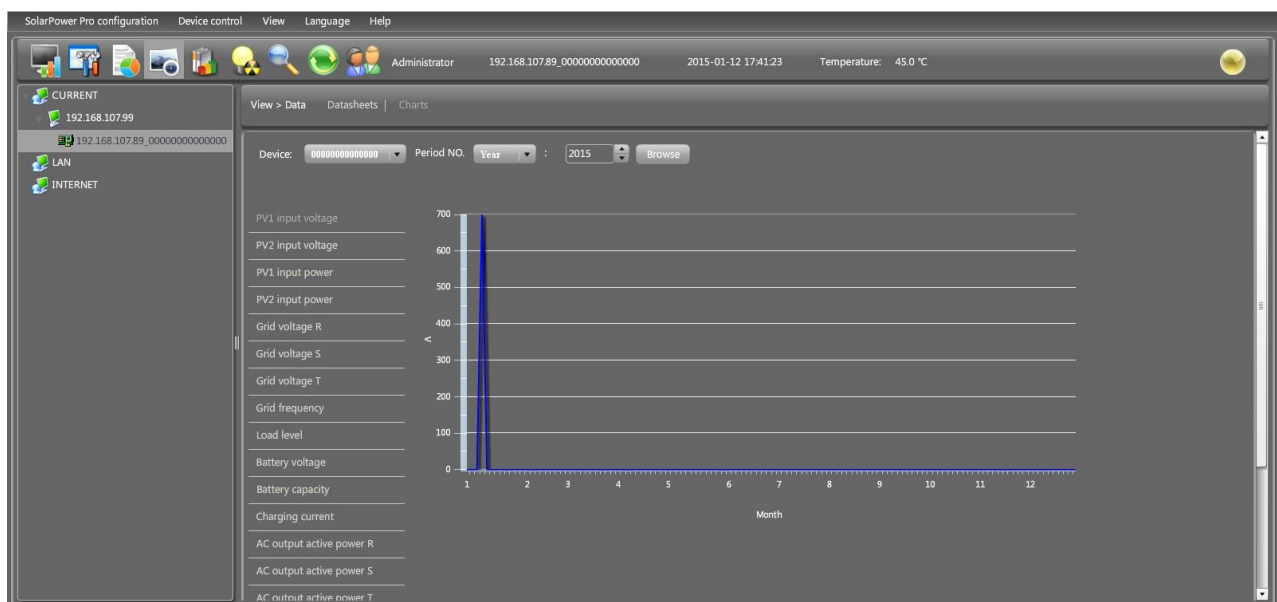 SolarPower Pro configuration Device control View Language Help
Administrator 192.168.107.89_00000000000000 2015-01-12 17:41:23 Temperature: 45.0 ℃
CURRENT
192.168.107.99
192.168.107.89_00000000000000
LAN
INTERNET
View > Data Datasheets | Charts
Device: 00000000000000 Period NO. Year : 2015 Browse
PV1 input voltage
PV2 input voltage
PV1 input power
PV2 input power
Grid voltage R
Grid voltage S
Grid voltage T
Grid frequency
Load level
Battery voltage
Battery capacity
Charging current
AC output active power R
AC output active power S
AC output active power T
700
600
500
400
300
200
100
0
V
1 2 3 4 5 6 7 8 9 10 11 12
Month